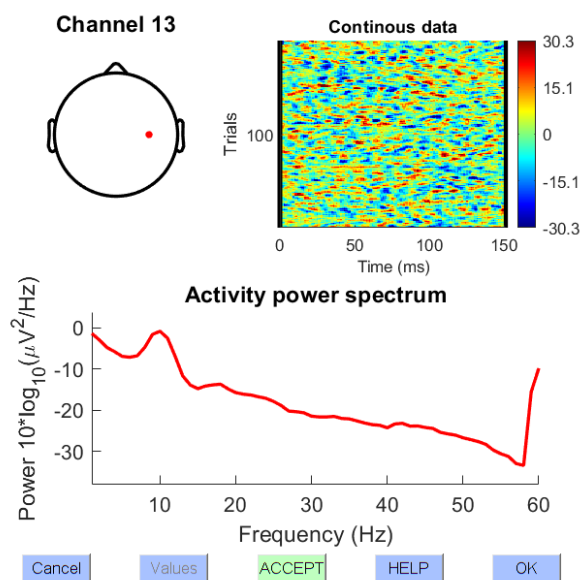 Channel 13
Continous data
Trials
100
0
50
100
150
Time (ms)
30.3
15.1
0
-15.1
-30.3
Activity power spectrum
Power 10*log10(μV2/Hz)
0
-10
-20
-30
10
20
30
40
50
60
Frequency (Hz)
Cancel
Values
ACCEPT
HELP
OK